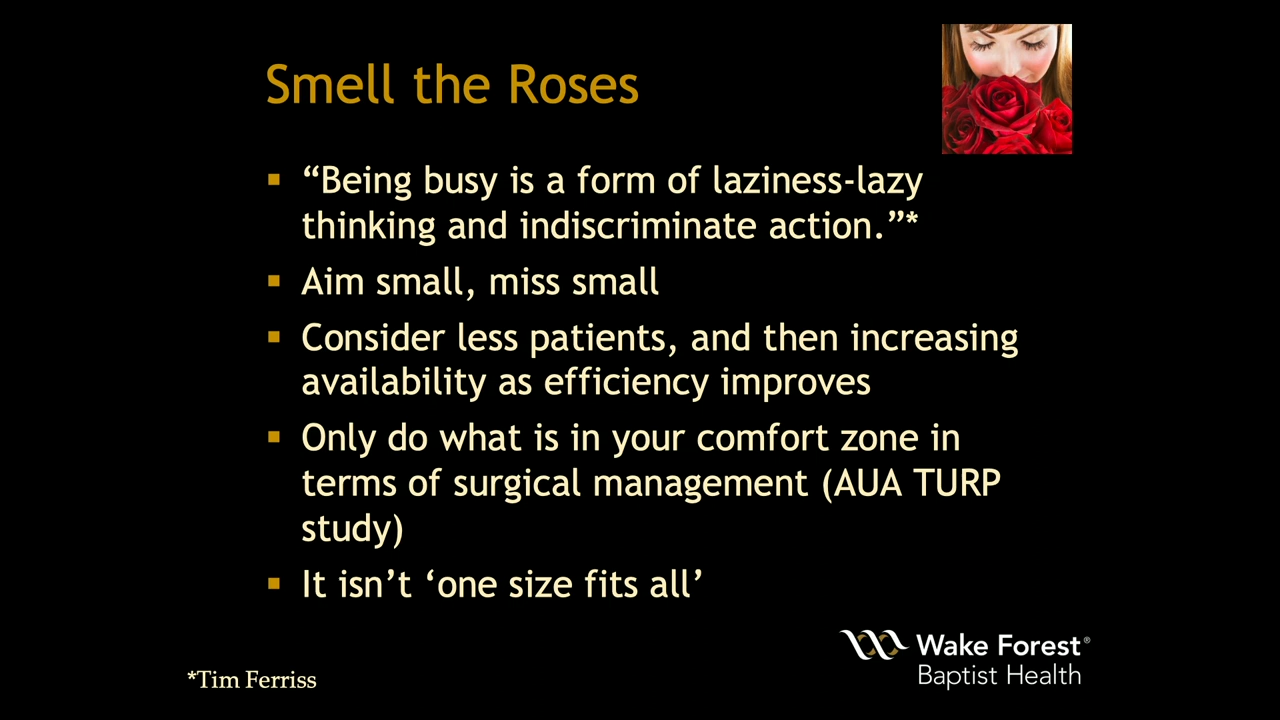 Smell the Roses
▪ “Being busy is a form of laziness-lazy
thinking and indiscriminate action.”*
▪ Aim small, miss small
▪ Consider less patients, and then increasing
availability as efficiency improves
▪ Only do what is in your comfort zone in
terms of surgical management (AUA TURP
study)
▪ It isn’t ‘one size fits all’
Wake Forest®
Baptist Health
*Tim Ferriss